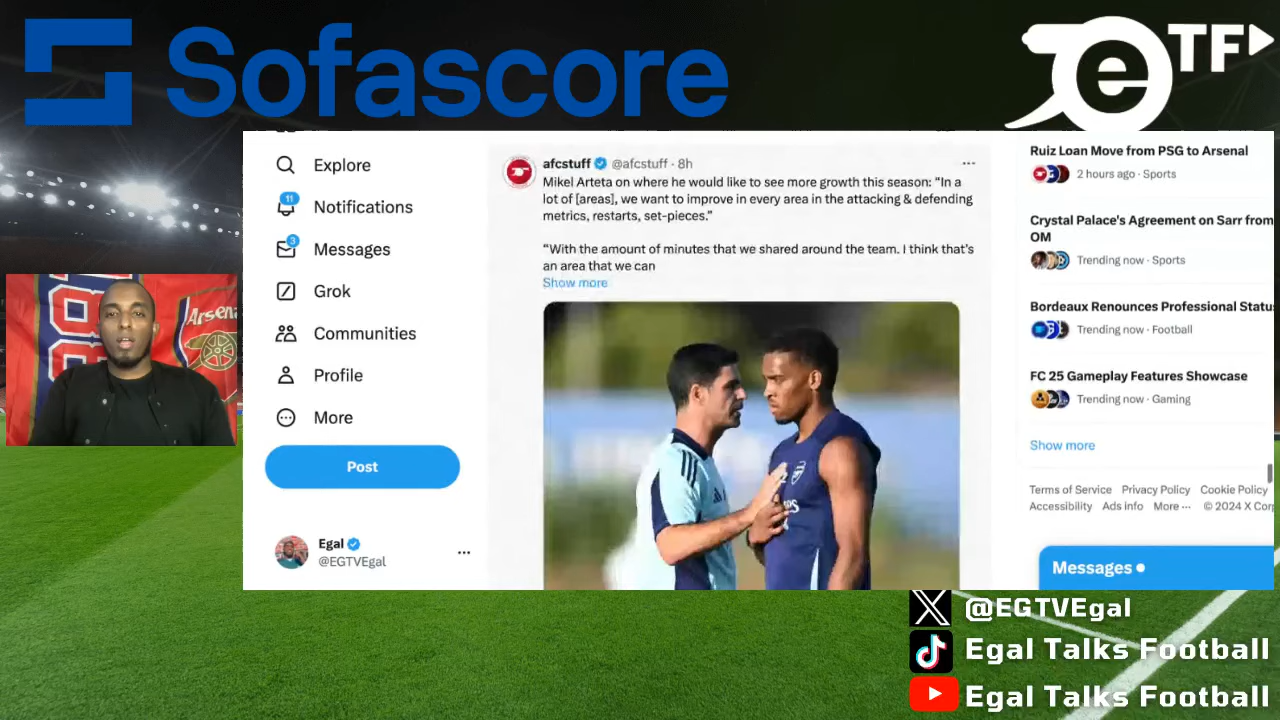 Sofascore
eTF
Explore
11
Notifications
3
Messages
Grok
Communities
Profile
More
Post
Egal
@EGTVEgal
afcstuff @afcstuff · 8h
Mikel Arteta on where he would like to see more growth this season: “In a
lot of [areas], we want to improve in every area in the attacking & defending
metrics, restarts, set-pieces.”
“With the amount of minutes that we shared around the team. I think that’s
an area that we can
Show more
Ruiz Loan Move from PSG to Arsenal
2 hours ago · Sports
Crystal Palace's Agreement on Sarr from
OM
Trending now · Sports
Bordeaux Renounces Professional Statu
Trending now · Football
FC 25 Gameplay Features Showcase
Trending now · Gaming
Show more
Terms of Service Privacy Policy Cookie Policy
Accessibility Ads info More ··· © 2024 X Corp
Messages
Arsena
X @EGTVEgal
Egal Talks Football
Egal Talks Football